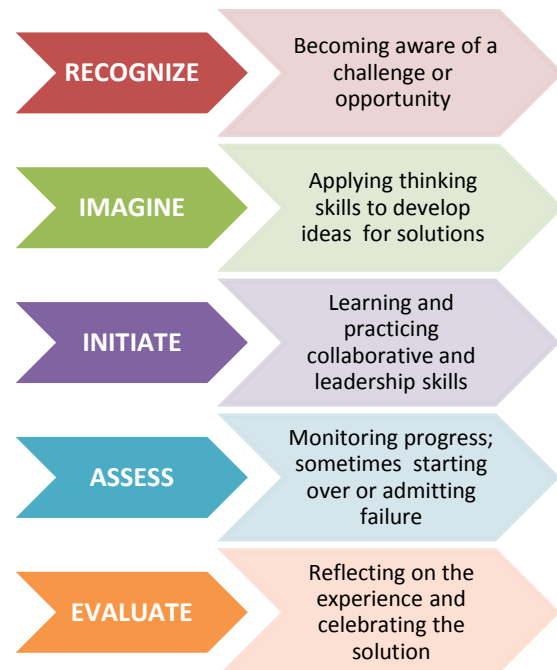 RECOGNIZE
Becoming aware of a
challenge or
opportunity
IMAGINE
Applying thinking
skills to develop
ideas for solutions
INITIATE
Learning and
practicing
collaborative and
leadership skills
ASSESS
Monitoring progress;
sometimes starting
over or admitting
failure
EVALUATE
Reflecting on the
experience and
celebrating the
solution